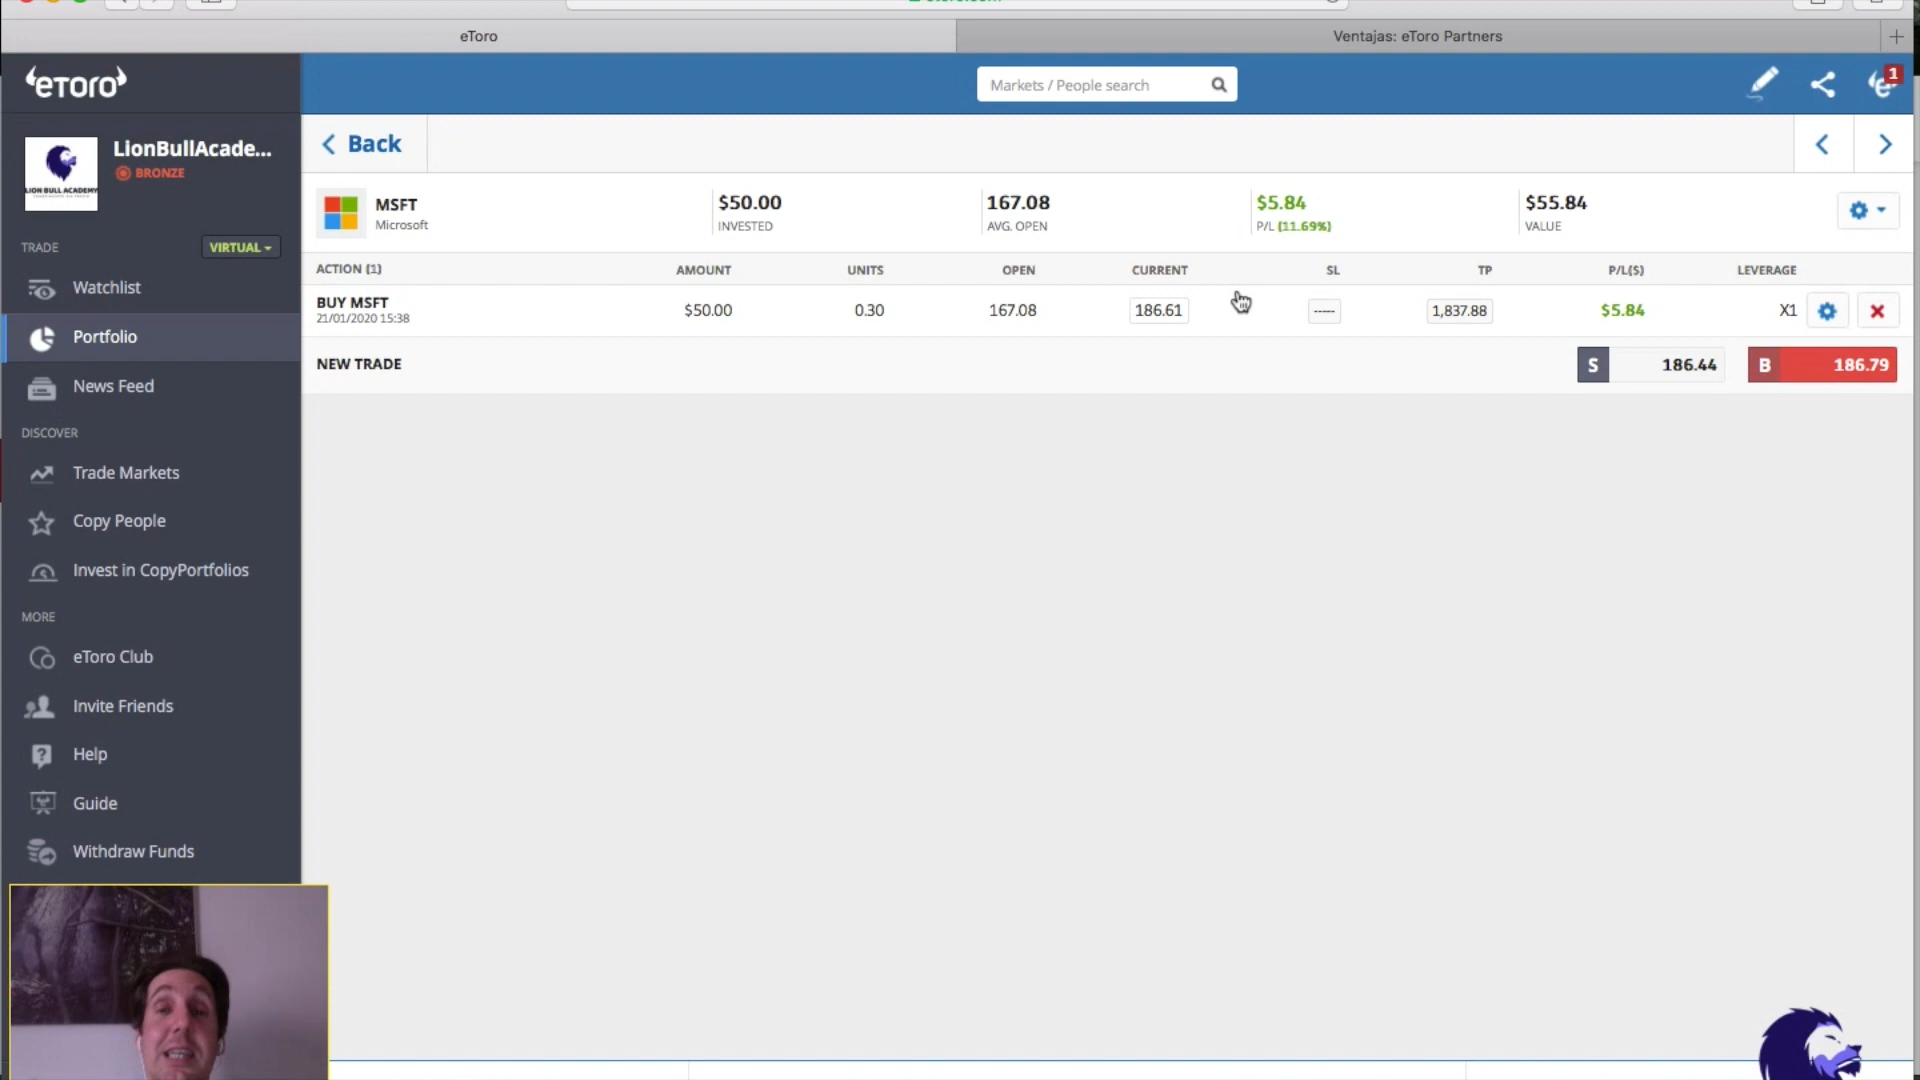 eToro
Ventajas: eToro Partners
eToro
Markets / People search
1
LionBullAcade...
BRONZE
LION BULL ACADEMY
Back
MSFT
Microsoft
$50.00
INVESTED
167.08
AVG. OPEN
$5.84
P/L (11.69%)
$55.84
VALUE
TRADE
VIRTUAL
Watchlist
Portfolio
News Feed
DISCOVER
Trade Markets
Copy People
Invest in CopyPortfolios
MORE
eToro Club
Invite Friends
Help
Guide
Withdraw Funds
ACTION (1) AMOUNT UNITS OPEN CURRENT SL TP P/L($) LEVERAGE
BUY MSFT $50.00 0.30 167.08 186.61 ----- 1,837.88 $5.84 X1
21/01/2020 15:38
NEW TRADE S 186.44 B 186.79